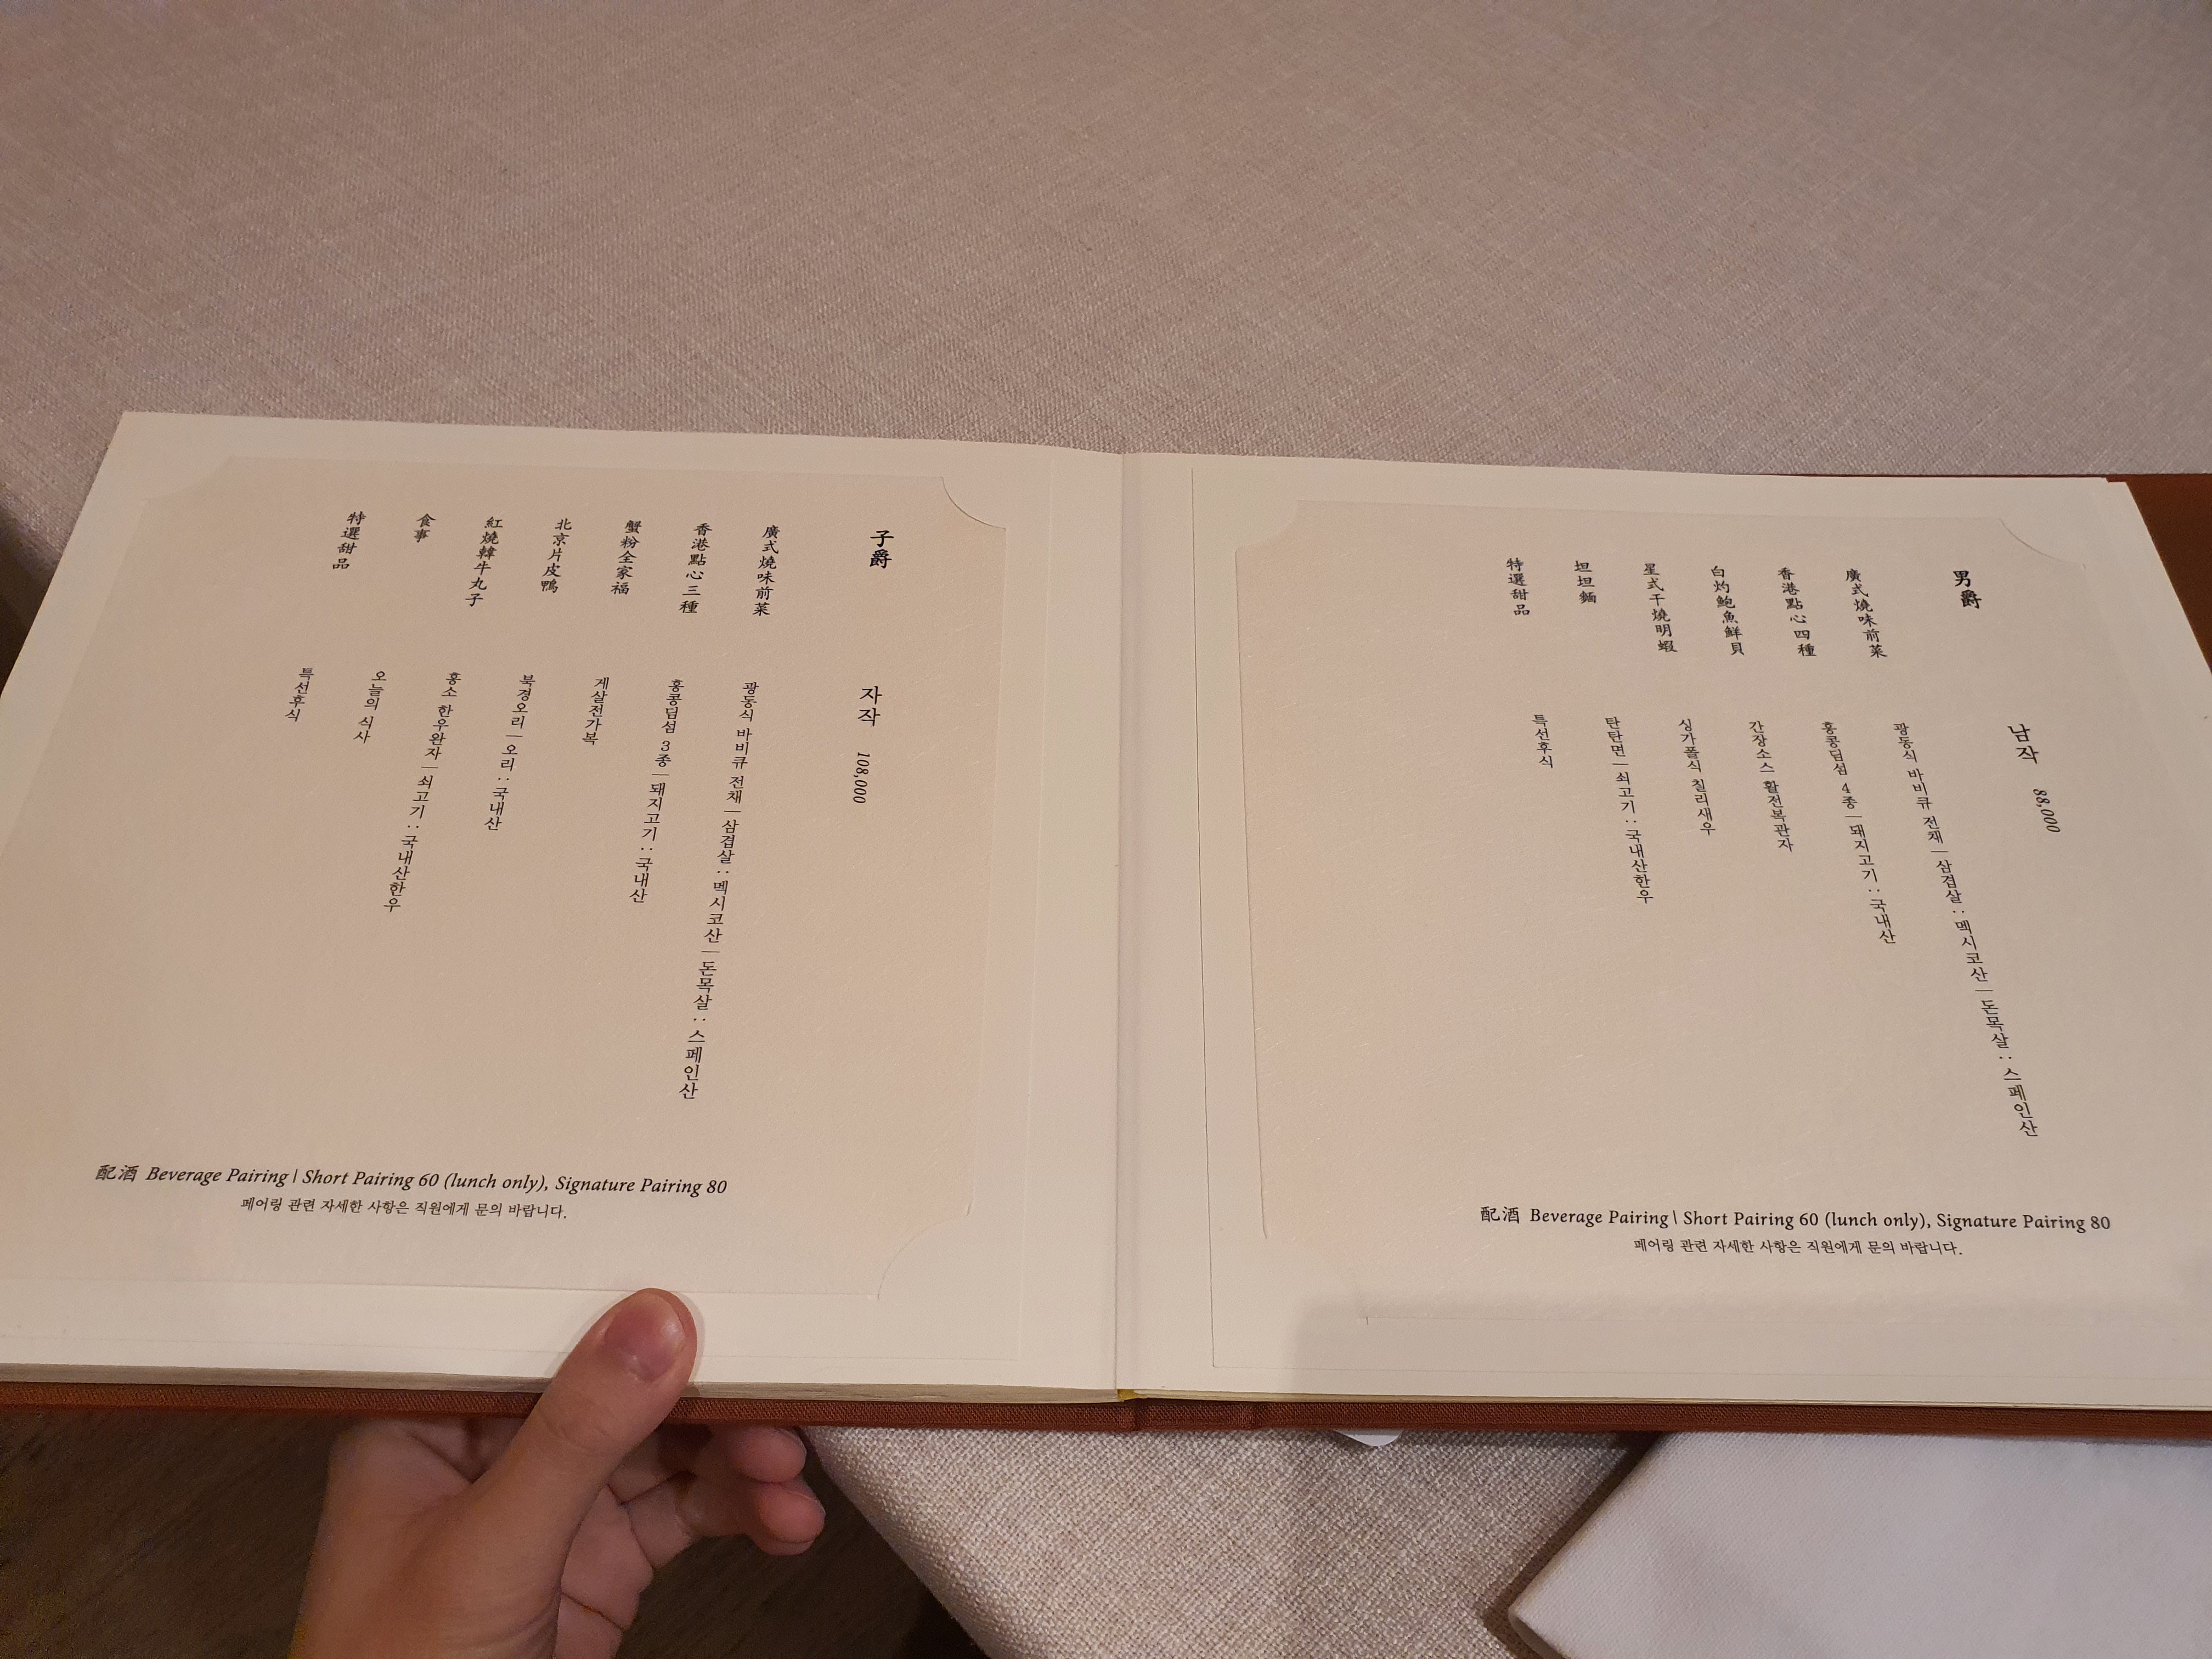 男爵 남작 88,000
廣式燒味前菜 광동식 바비큐 전채 | 삼겹살 : 멕시코산 | 돈목살 : 스페인산
香港點心四種 홍콩딤섬 4종 | 돼지고기 : 국내산
白灼鮑魚鮮貝 간장소스 활전복관자
星式干燒明蝦 싱가폴식 칠리새우
坦坦麵 탄탄면 | 쇠고기 : 국내산한우
特選甜品 특선후식
配酒 Beverage Pairing | Short Pairing 60 (lunch only), Signature Pairing 80
페어링 관련 자세한 사항은 직원에게 문의 바랍니다.
子爵 자작 108,000
廣式燒味前菜 광동식 바비큐 전채 | 삼겹살 : 멕시코산 | 돈목살 : 스페인산
香港點心三種 홍콩딤섬 3종 | 돼지고기 : 국내산
蟹粉全家福 게살전가복
北京片皮鴨 북경오리 | 오리 : 국내산
紅燒韓牛丸子 홍소 한우완자 | 쇠고기 : 국내산한우
食事 오늘의 식사
特選甜品 특선후식
配酒 Beverage Pairing | Short Pairing 60 (lunch only), Signature Pairing 80
페어링 관련 자세한 사항은 직원에게 문의 바랍니다.